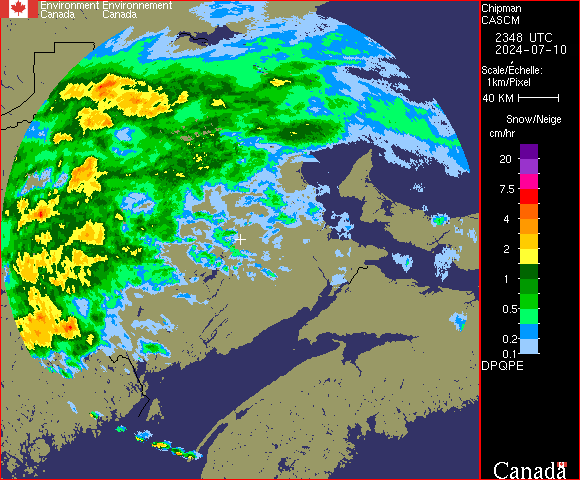 Environment Environnement
Canada Canada
Chipman
CASCM
2348 UTC
2024-07-10
Scale/Échelle:
1km/Pixel
40 KM
Snow/Neige
cm/hr
20
7.5
4
2
1
0.5
0.2
0.1
DPQPE
Canada